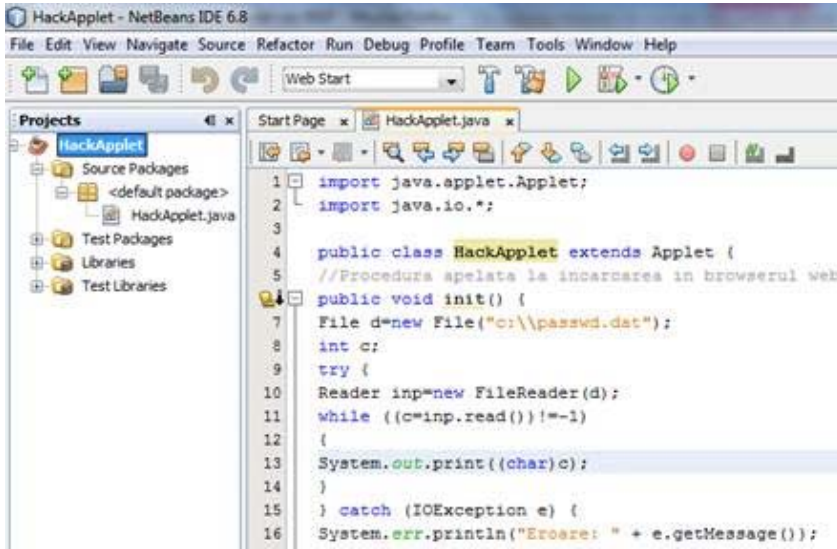 HackApplet - NetBeans IDE 6.8
File Edit View Navigate Source Refactor Run Debug Profile Team Tools Window Help
Web Start
Projects
Start Page
HackApplet.java
HackApplet
Source Packages
<default package>
HackApplet.java
Test Packages
Libraries
Test Libraries
1 import java.applet.Applet;
2 import java.io.*;
3
4 public class HackApplet extends Applet {
5 //Procedura apelata la incarcarea in browserul web
public void init() {
7 File d=new File("c:\\passwd.dat");
8 int c;
9 try {
10 Reader inp=new FileReader(d);
11 while ((c=inp.read())!=-1)
12 {
13 System.out.print((char)c);
14 }
15 } catch (IOException e) {
16 System.err.println("Eroare: " + e.getMessage());